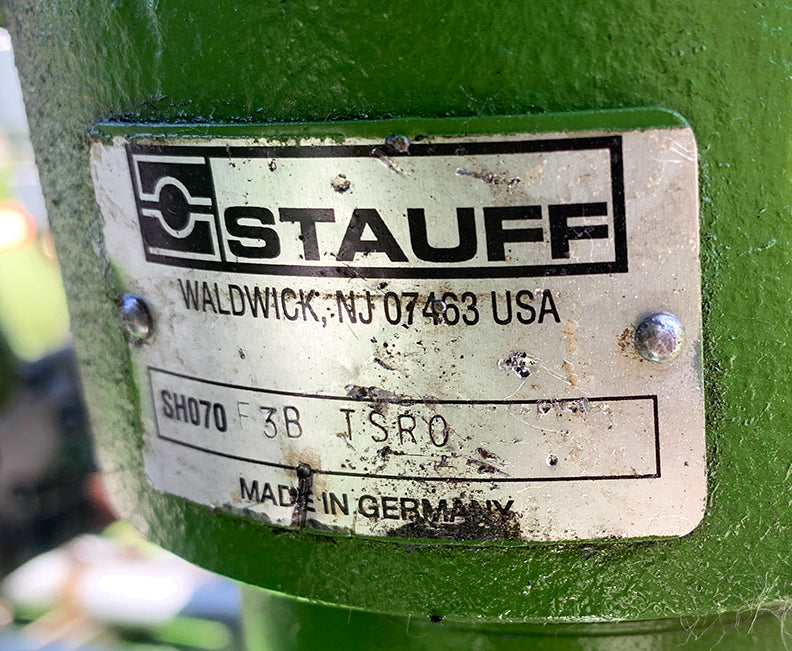 STAUFF
WALDWICK, NJ 07463 USA
SH070 F3B TSR0
MADE IN GERMANY